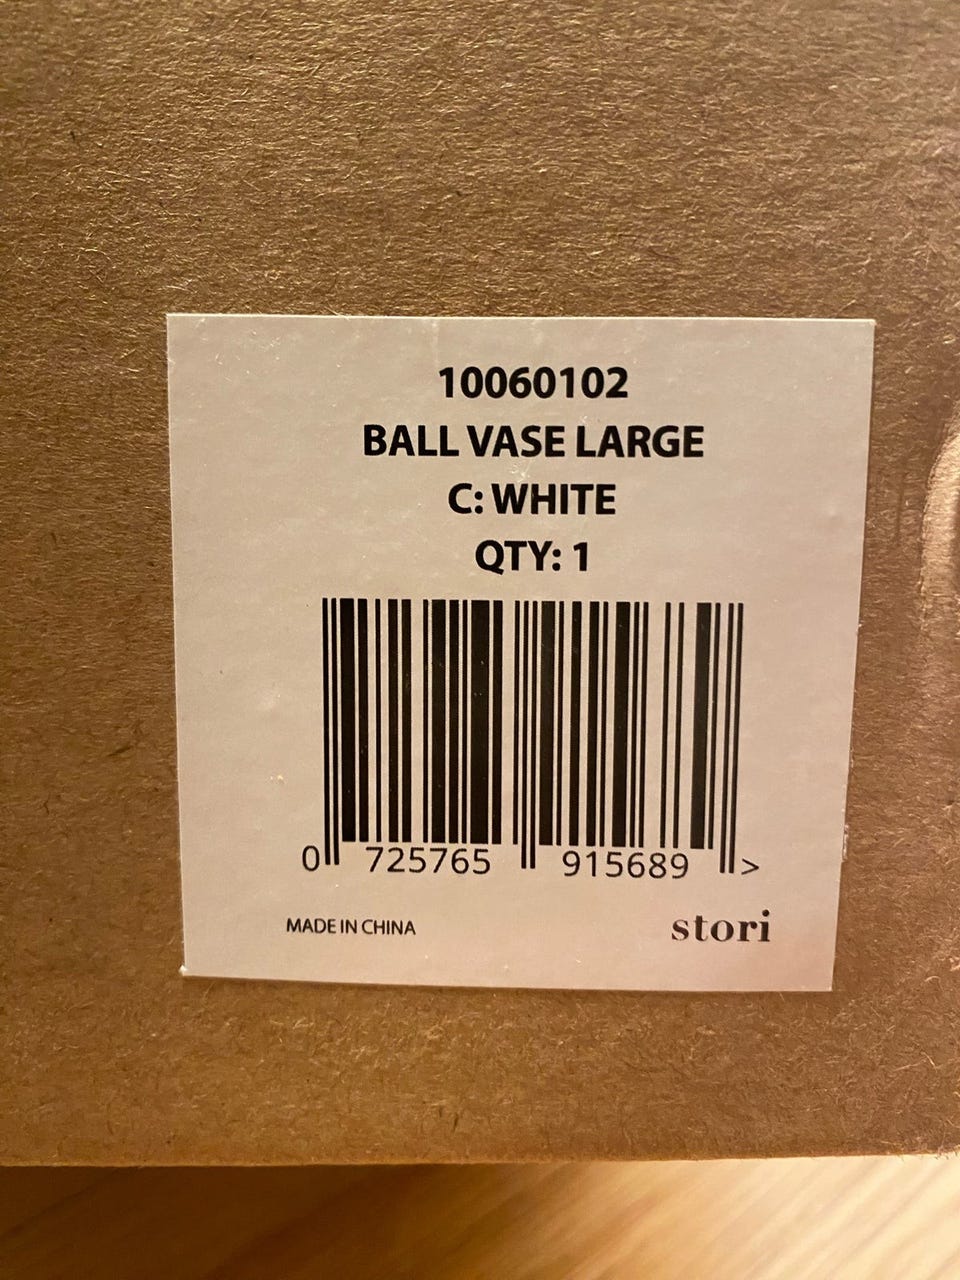 10060102
BALL VASE LARGE
C: WHITE
QTY: 1
0 725765 915689 >
MADE IN CHINA
stori